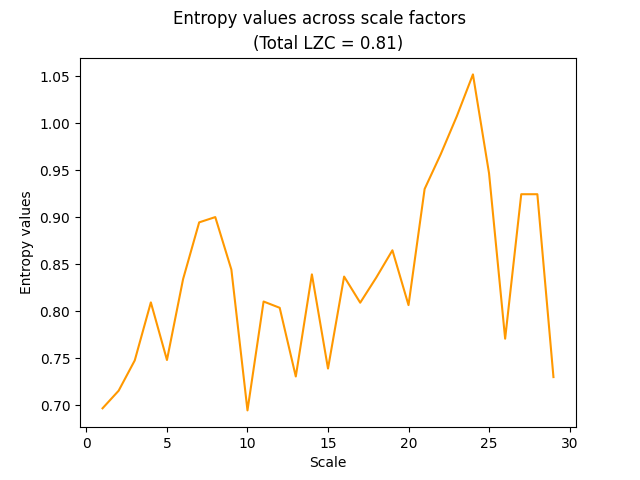 Entropy values across scale factors
(Total LZC = 0.81)
1.05
1.00
0.95
0.90
0.85
0.80
0.75
0.70
Entropy values
0 5 10 15 20 25 30
Scale